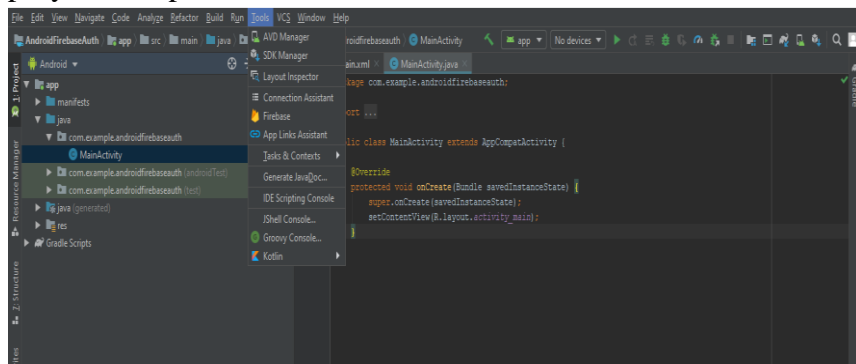 File Edit View Navigate Code Analyze Refactor Build Run Tools VCS Window Help
AndroidFirebaseAuth app src main java roidfirebaseauth MainActivity app No devices
Android
ain.xml MainActivity.java
1: Project
Resource Manager
Z: Structure
ites
Gradle
app
manifests
java
com.example.androidfirebaseauth
MainActivity
com.example.androidfirebaseauth (androidTest)
com.example.androidfirebaseauth (test)
java (generated)
res
Gradle Scripts
AVD Manager
SDK Manager
Layout Inspector
Connection Assistant
Firebase
App Links Assistant
Tasks & Contexts
Generate JavaDoc...
IDE Scripting Console
JShell Console...
Groovy Console...
Kotlin
kage com.example.androidfirebaseauth;
ort ...
lic class MainActivity extends AppCompatActivity {
@Override
protected void onCreate(Bundle savedInstanceState) {
super.onCreate(savedInstanceState);
setContentView(R.layout.activity_main);
}